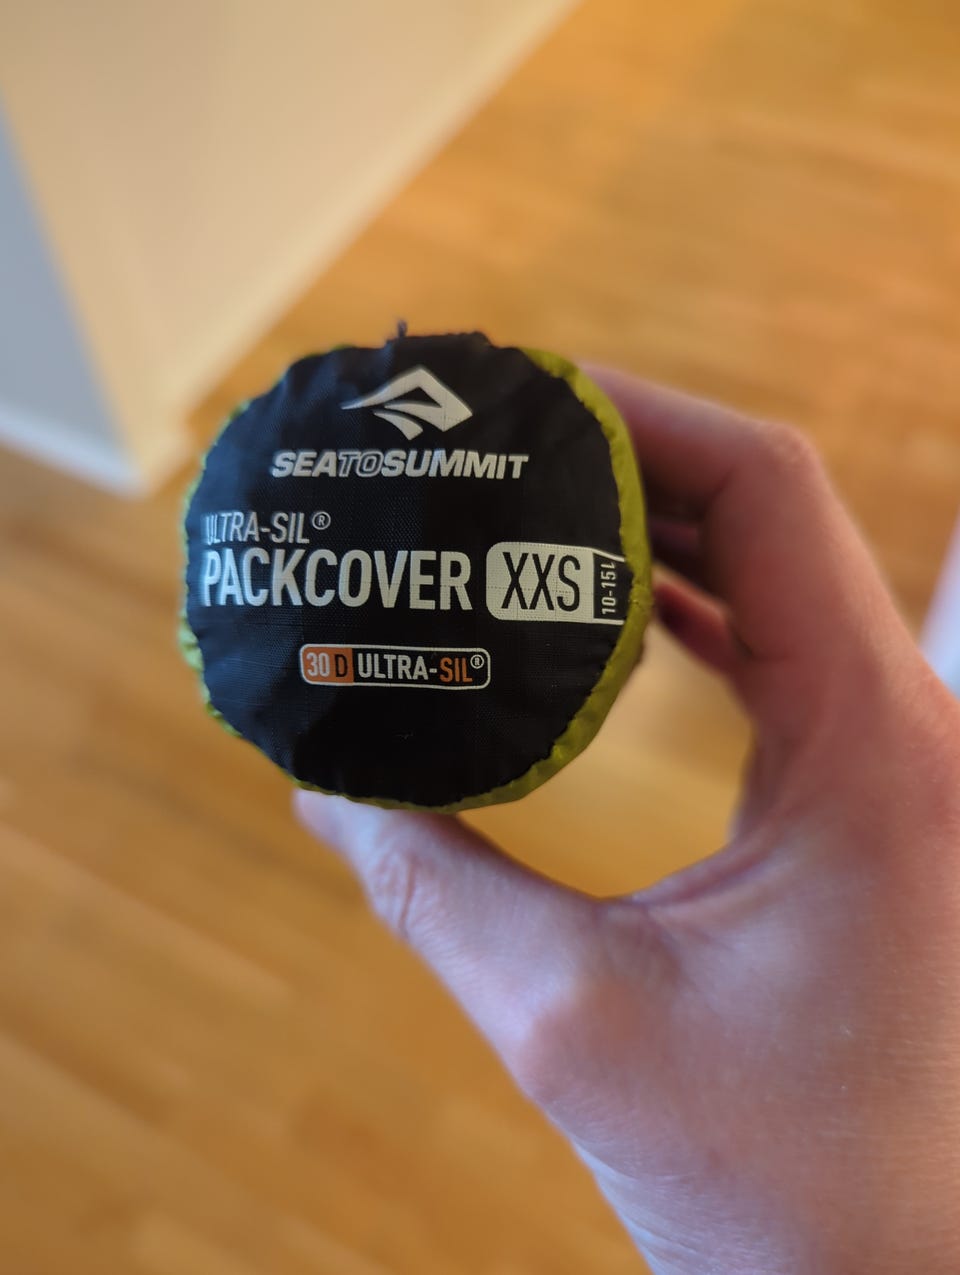 SEATOSUMMIT
ULTRA-SIL®
PACKCOVER XXS 10-15L
30D ULTRA-SIL®